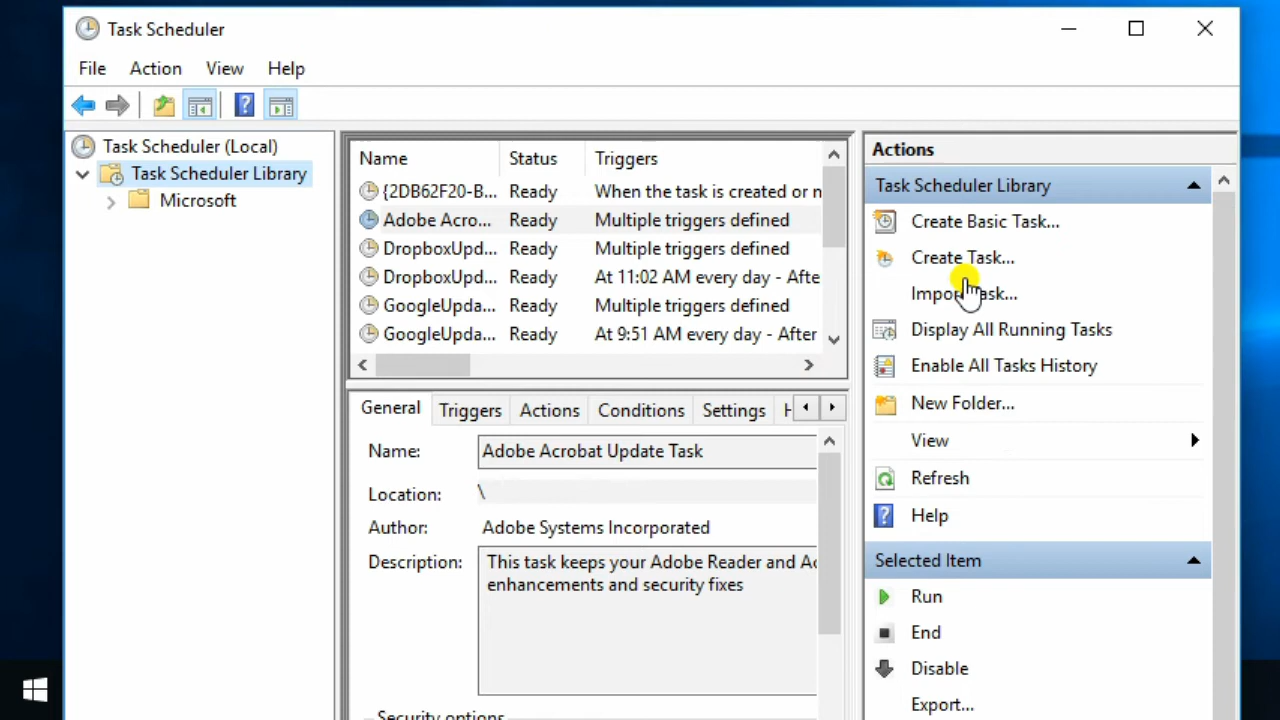 Task Scheduler
File Action View Help
Task Scheduler (Local)
Task Scheduler Library
Microsoft
Name Status Triggers
{2DB62F20-B... Ready When the task is created or n
Adobe Acro... Ready Multiple triggers defined
DropboxUpd... Ready Multiple triggers defined
DropboxUpd... Ready At 11:02 AM every day - Afte
GoogleUpda... Ready Multiple triggers defined
GoogleUpda... Ready At 9:51 AM every day - After
General Triggers Actions Conditions Settings H
Name: Adobe Acrobat Update Task
Location: \
Author: Adobe Systems Incorporated
Description: This task keeps your Adobe Reader and Ac
enhancements and security fixes
Security options
Actions
Task Scheduler Library
Create Basic Task...
Create Task...
Import Task...
Display All Running Tasks
Enable All Tasks History
New Folder...
View
Refresh
Help
Selected Item
Run
End
Disable
Export...